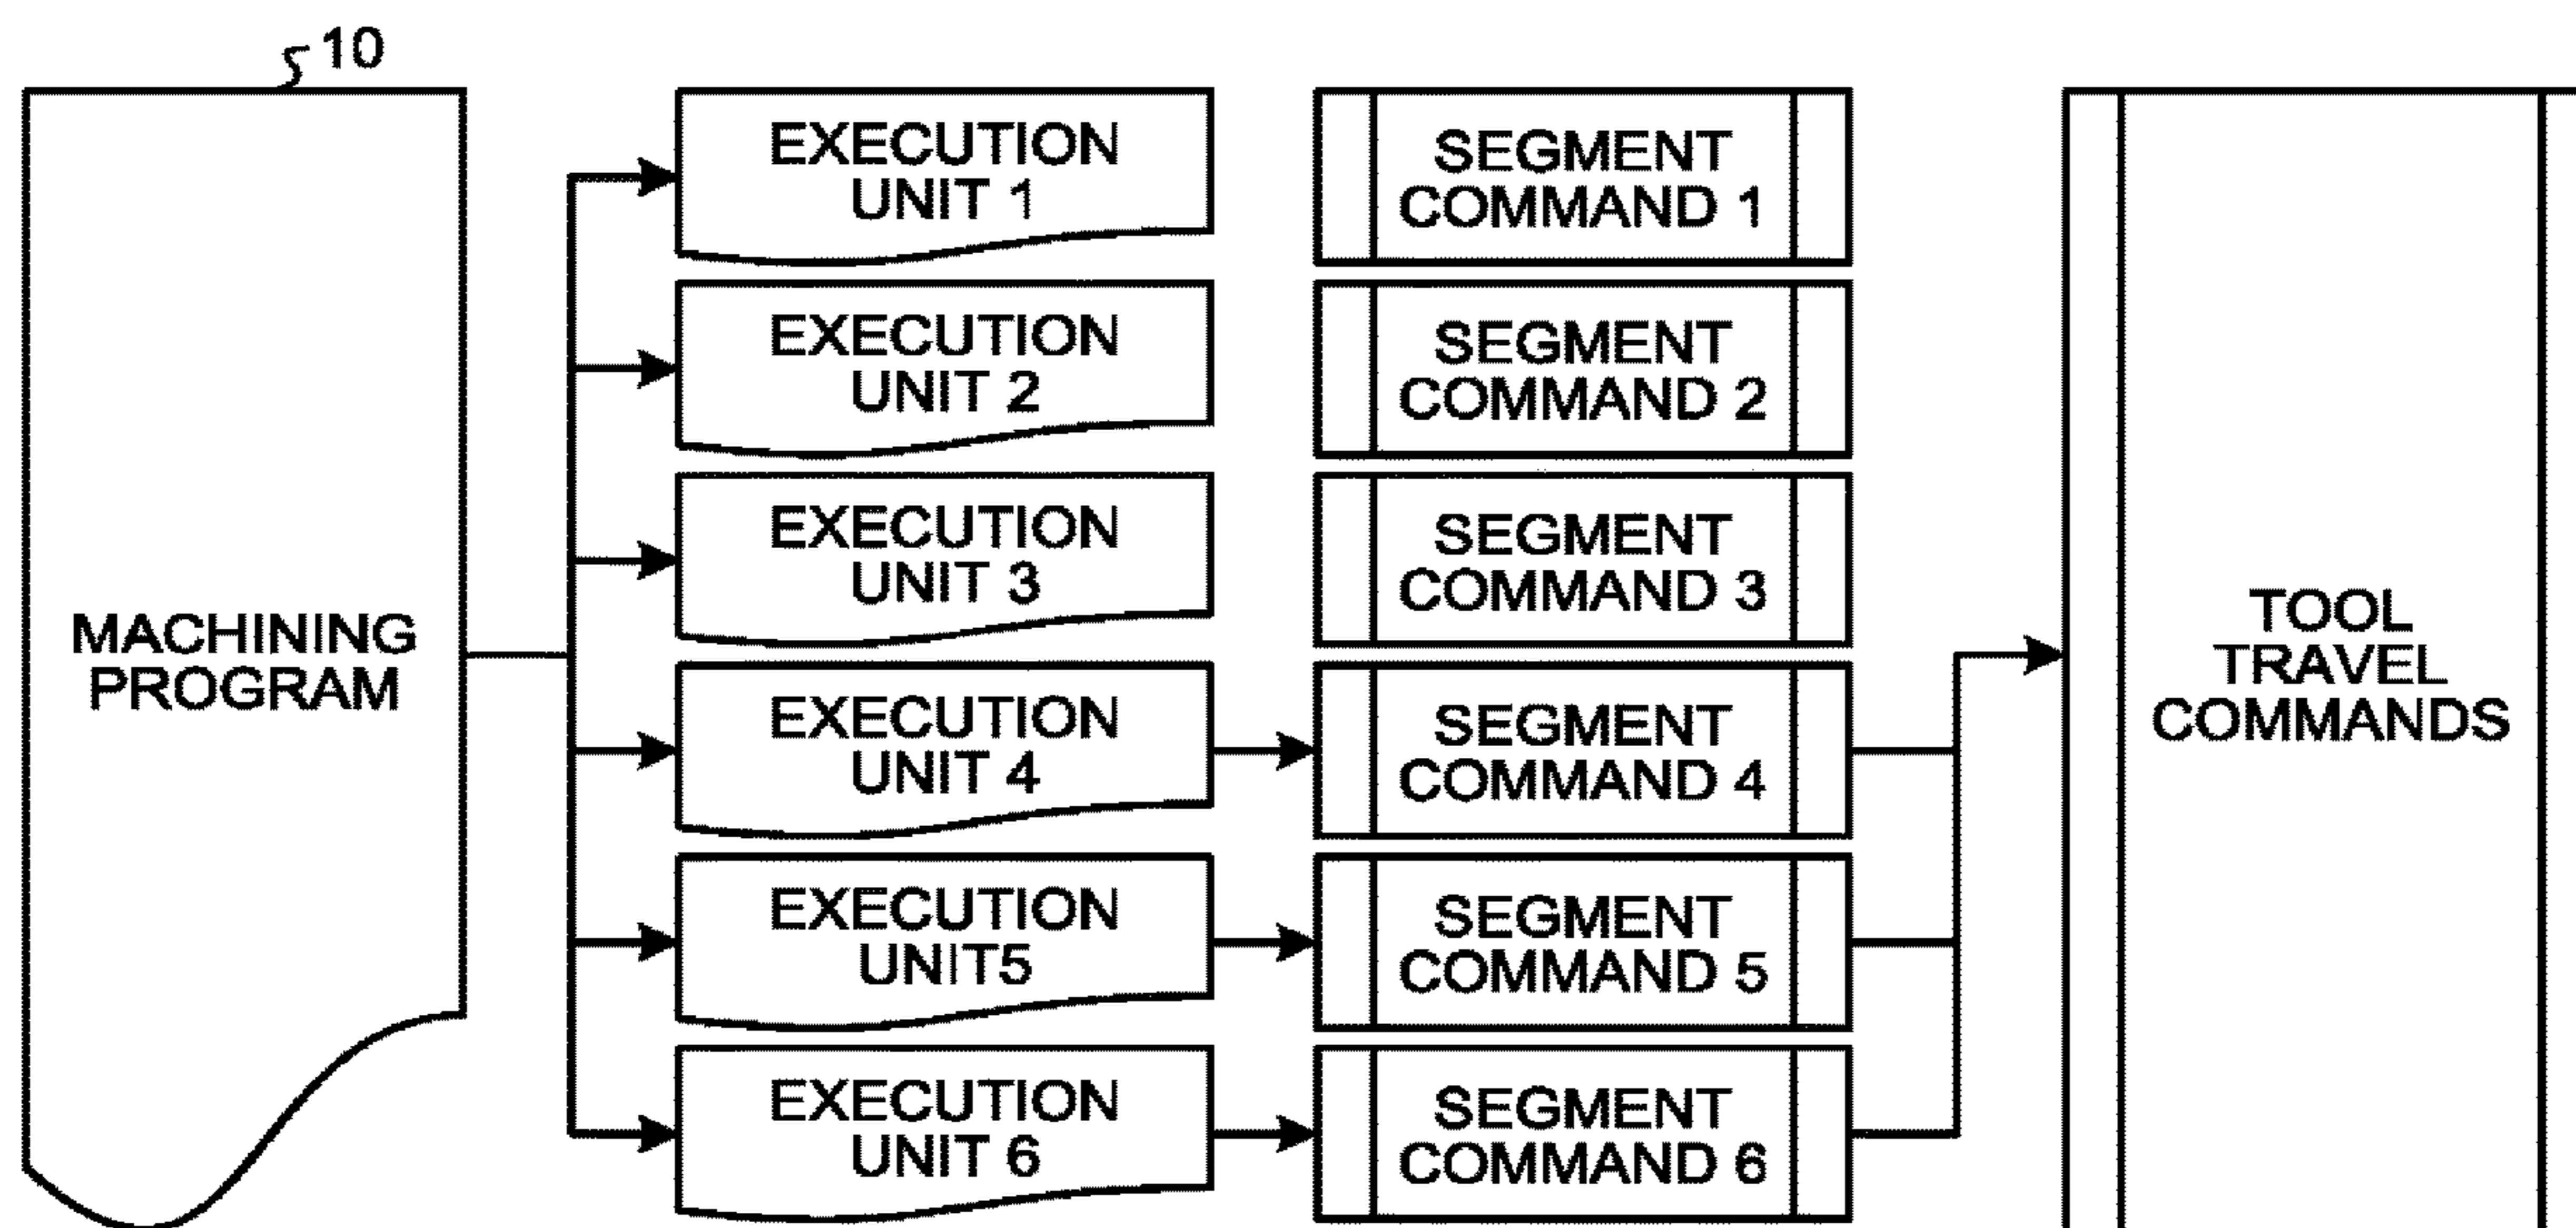 10
MACHINING
PROGRAM
EXECUTION
UNIT 1
EXECUTION
UNIT 2
EXECUTION
UNIT 3
EXECUTION
UNIT 4
EXECUTION
UNIT5
EXECUTION
UNIT 6
SEGMENT
COMMAND 1
SEGMENT
COMMAND 2
SEGMENT
COMMAND 3
SEGMENT
COMMAND 4
SEGMENT
COMMAND 5
SEGMENT
COMMAND 6
TOOL
TRAVEL
COMMANDS